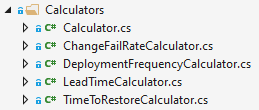 Calculators
C# Calculator.cs
C# ChangeFailRateCalculator.cs
C# DeploymentFrequencyCalculator.cs
C# LeadTimeCalculator.cs
C# TimeToRestoreCalculator.cs